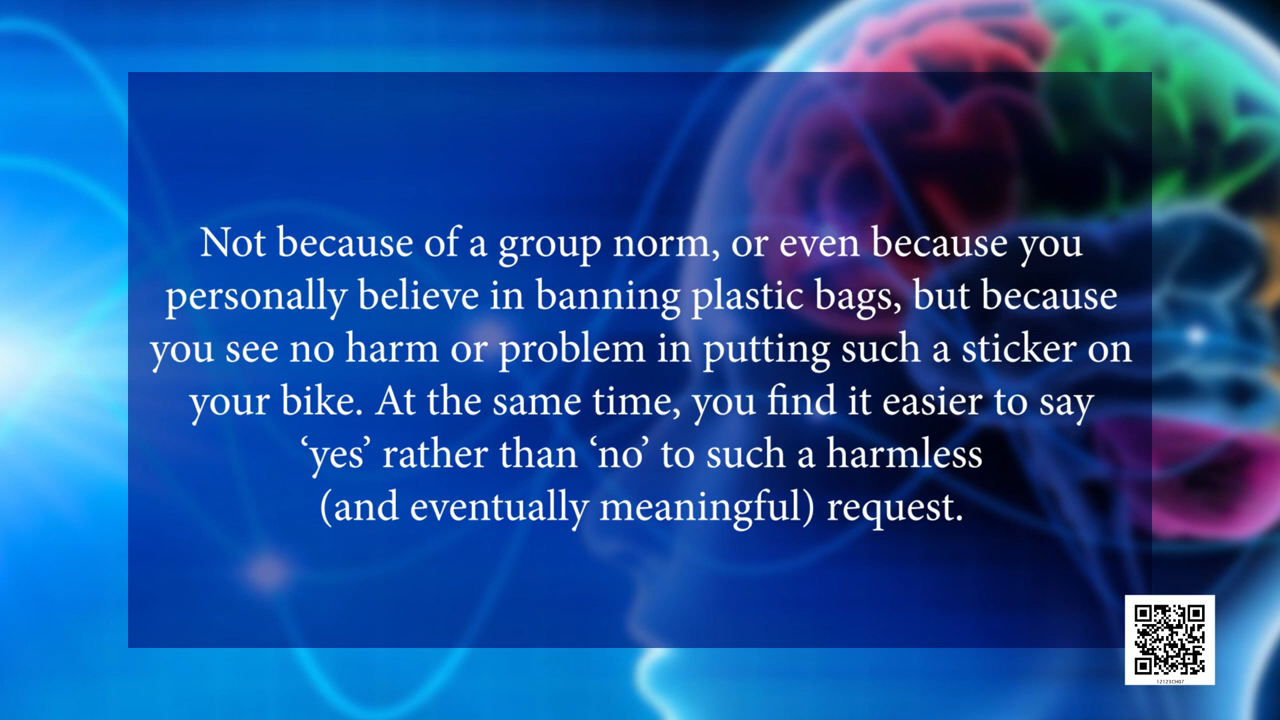 Not because of a group norm, or even because you
personally believe in banning plastic bags, but because
you see no harm or problem in putting such a sticker on
your bike. At the same time, you find it easier to say
‘yes’ rather than ‘no’ to such a harmless
(and eventually meaningful) request.
12123CH07